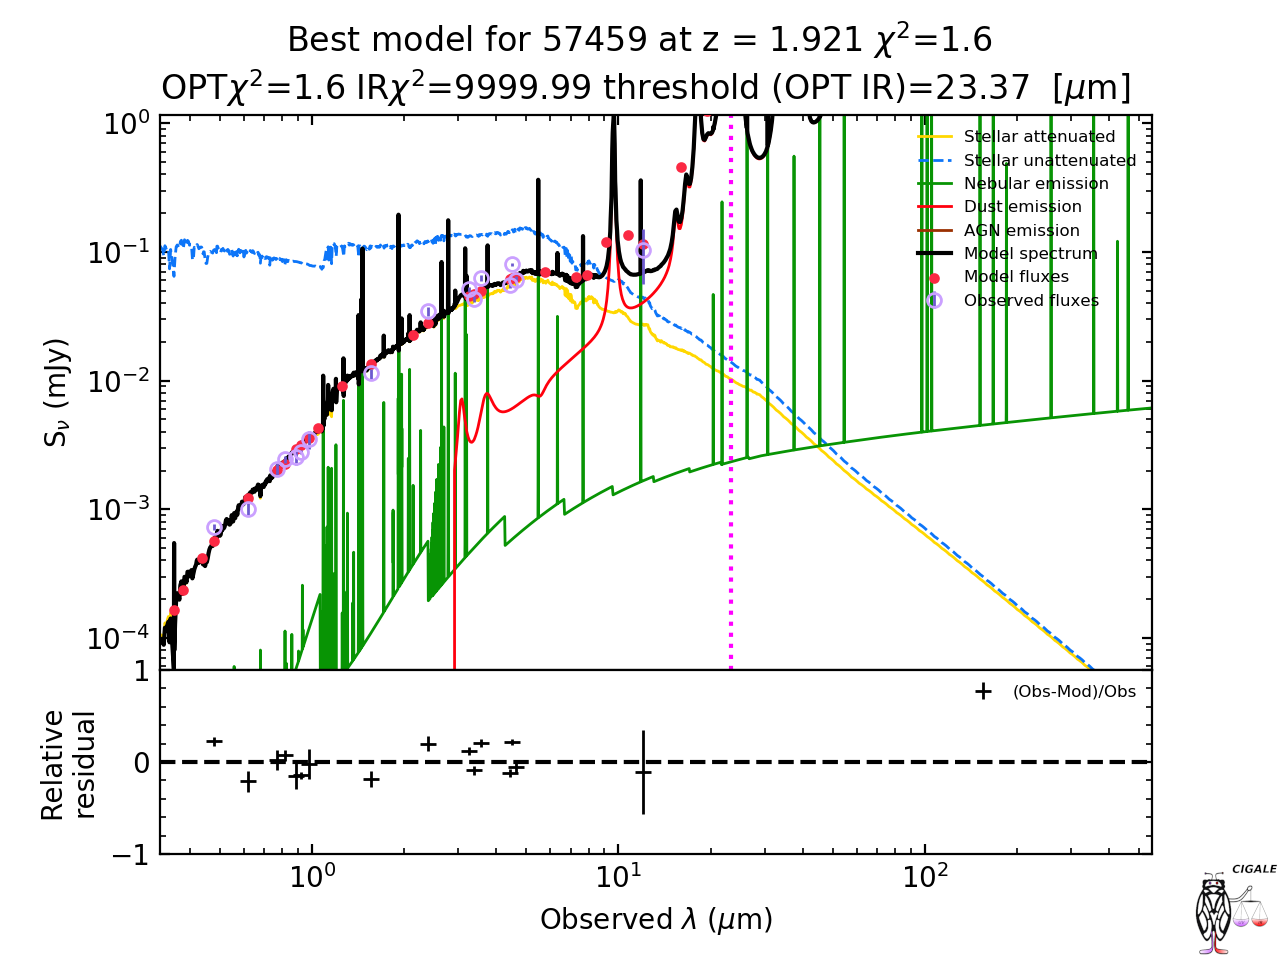 Best model for 57459 at z = 1.921 χ²=1.6
OPTχ²=1.6 IRχ²=9999.99 threshold (OPT IR)=23.37 [μm]
10⁰
10⁻¹
10⁻²
10⁻³
10⁻⁴
S_ν (mJy)
Stellar attenuated
Stellar unattenuated
Nebular emission
Dust emission
AGN emission
Model spectrum
Model fluxes
Observed fluxes
1
0
−1
Relative
residual
(Obs-Mod)/Obs
10⁰ 10¹ 10²
Observed λ (μm)
CIGALE